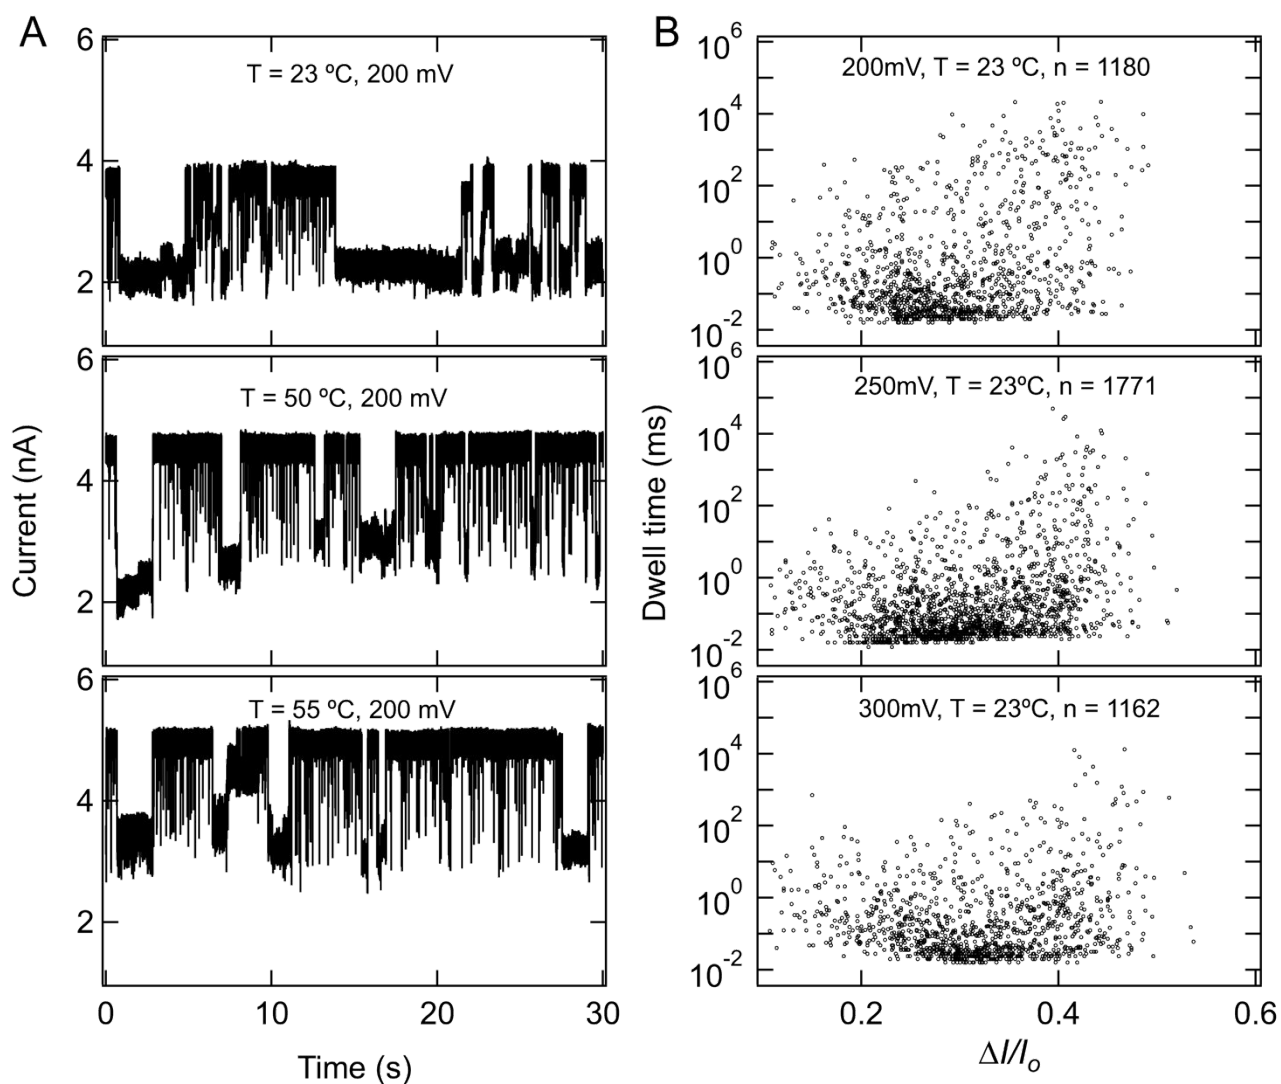 A
B
6
4
2
T = 23 ºC, 200 mV
6
4
2
T = 50 ºC, 200 mV
6
4
2
T = 55 ºC, 200 mV
0
10
20
30
Current (nA)
Time (s)
10^6
10^4
10^2
10^0
10^-2
200mV, T = 23 ºC, n = 1180
10^6
10^4
10^2
10^0
10^-2
250mV, T = 23ºC, n = 1771
10^6
10^4
10^2
10^0
10^-2
300mV, T = 23ºC, n = 1162
0.2
0.4
0.6
Dwell time (ms)
ΔI/Io